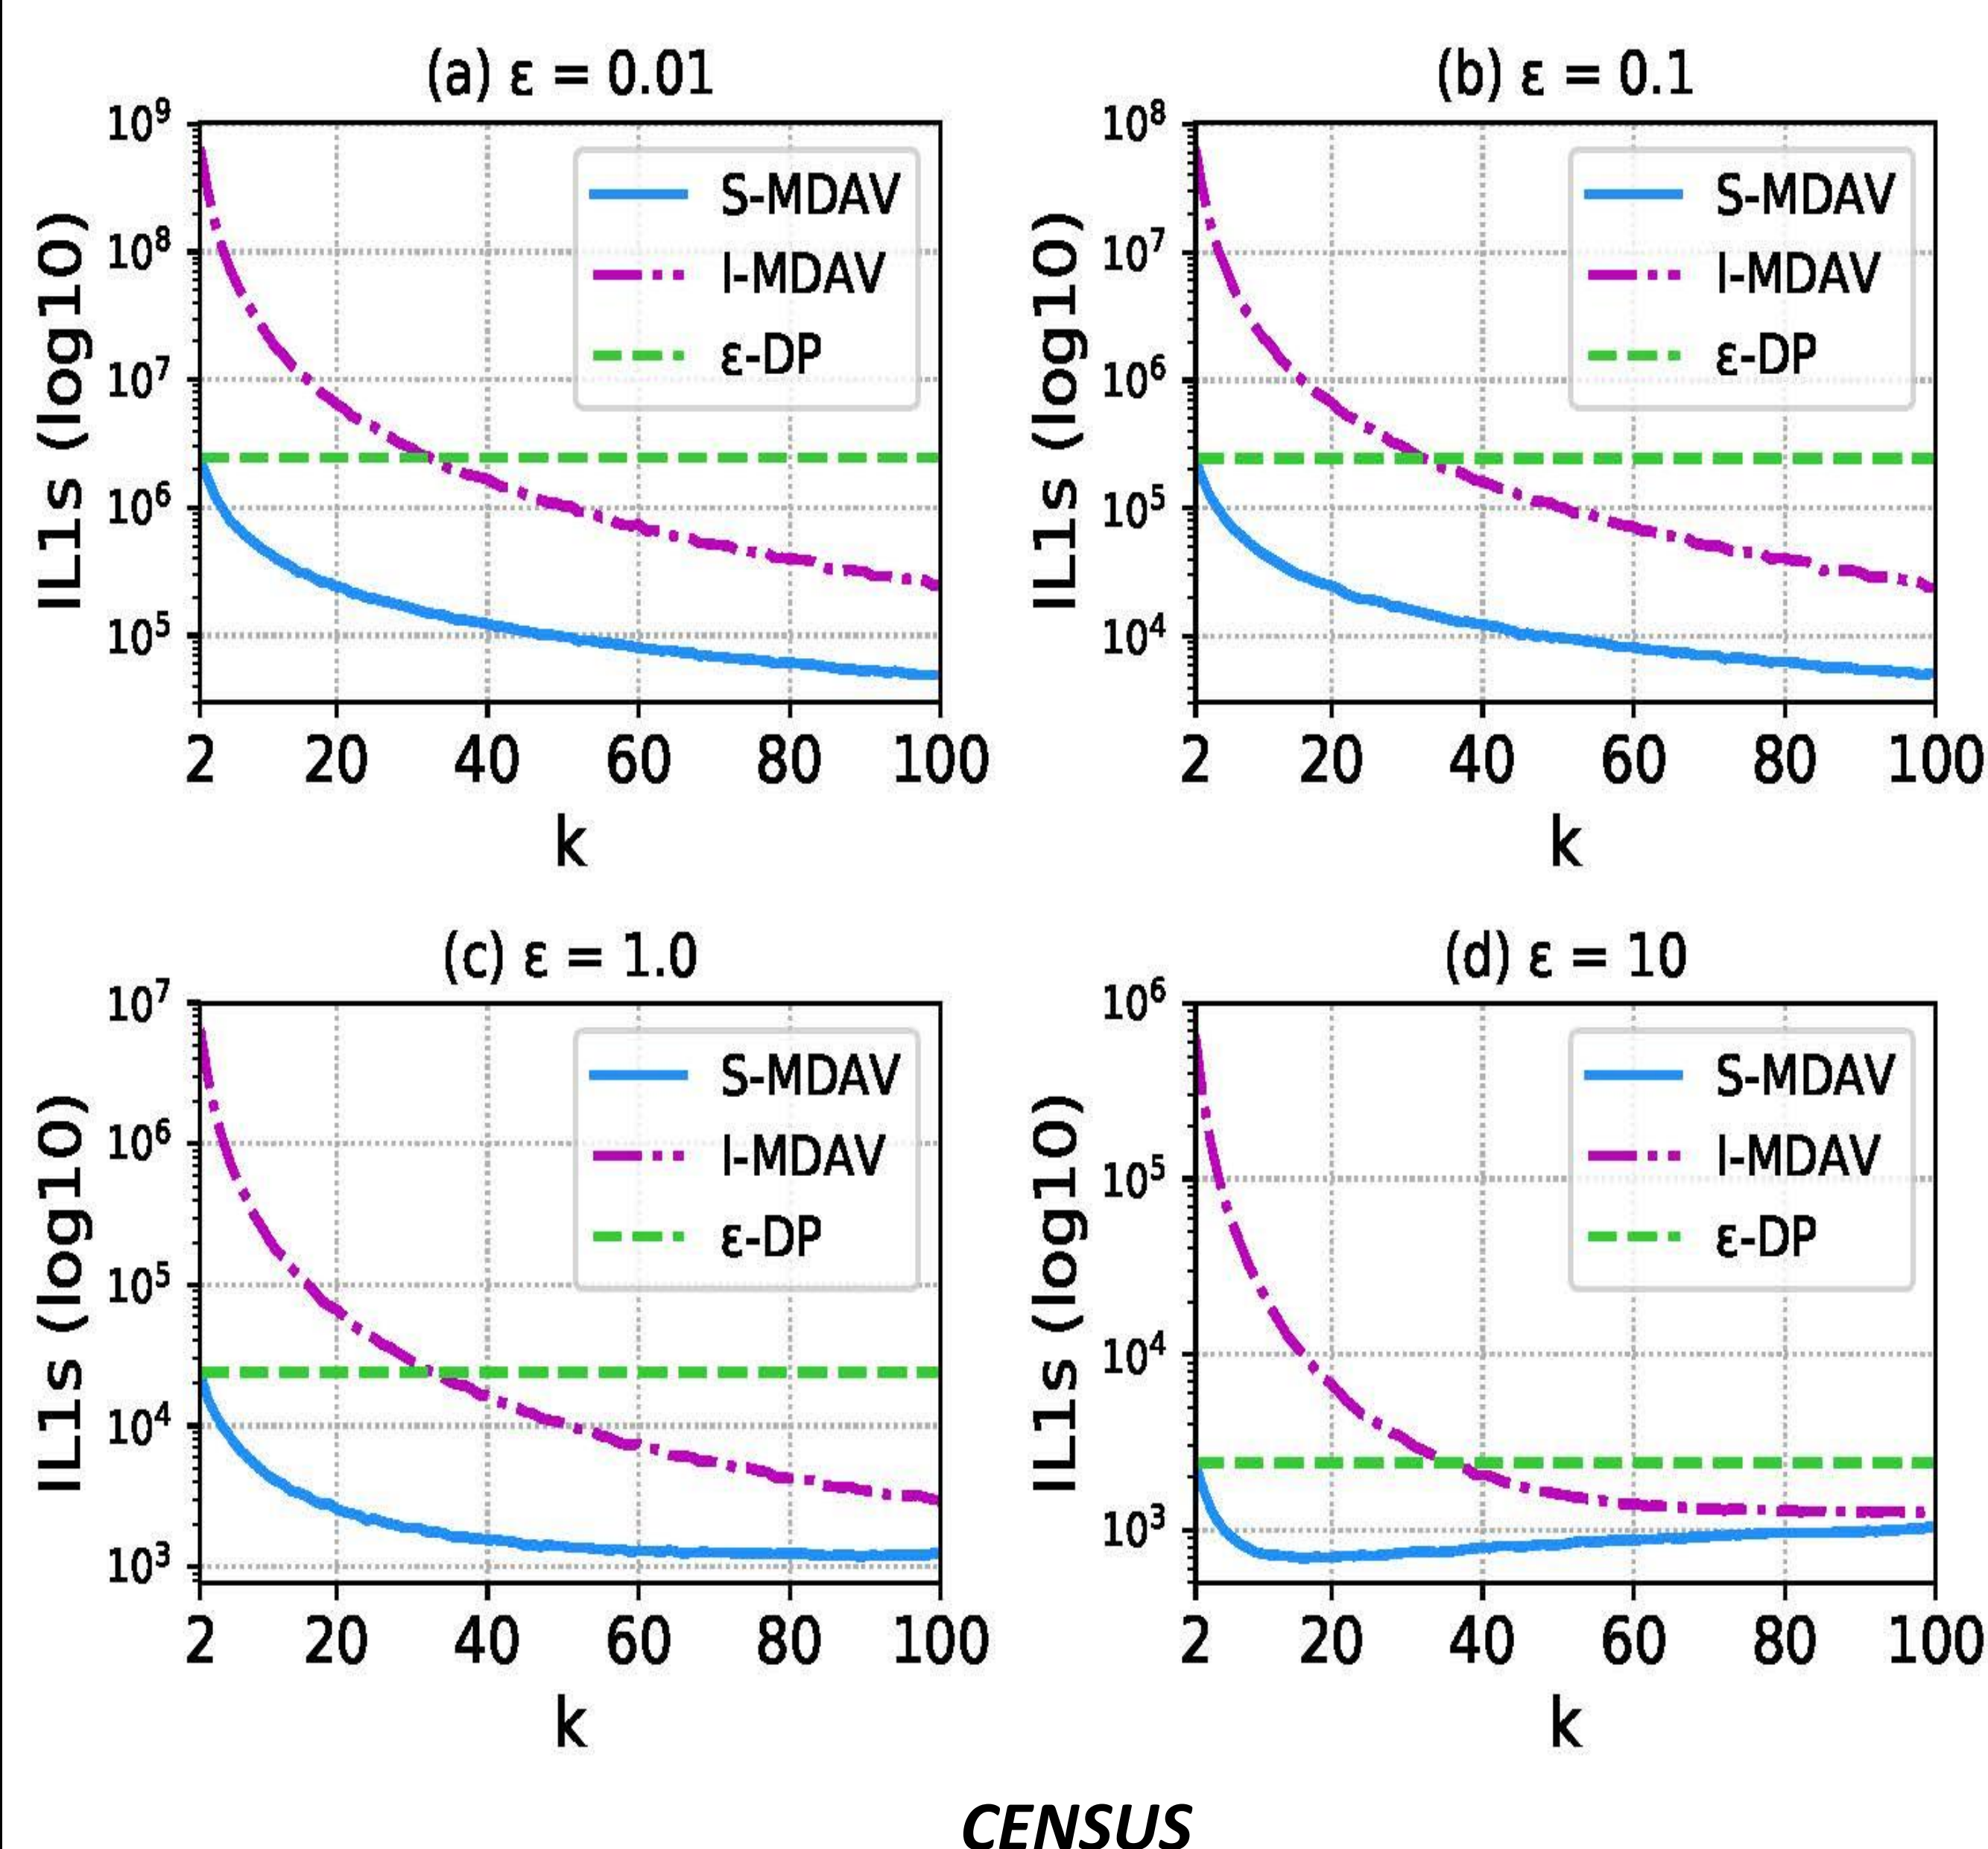 (a) ε = 0.01
IL1s (log10)
10⁹
10⁸
10⁷
10⁶
10⁵
S-MDAV
I-MDAV
ε-DP
2 20 40 60 80 100
k
(b) ε = 0.1
IL1s (log10)
10⁸
10⁷
10⁶
10⁵
10⁴
S-MDAV
I-MDAV
ε-DP
2 20 40 60 80 100
k
(c) ε = 1.0
IL1s (log10)
10⁷
10⁶
10⁵
10⁴
10³
S-MDAV
I-MDAV
ε-DP
2 20 40 60 80 100
k
(d) ε = 10
IL1s (log10)
10⁶
10⁵
10⁴
10³
S-MDAV
I-MDAV
ε-DP
2 20 40 60 80 100
k
CENSUS